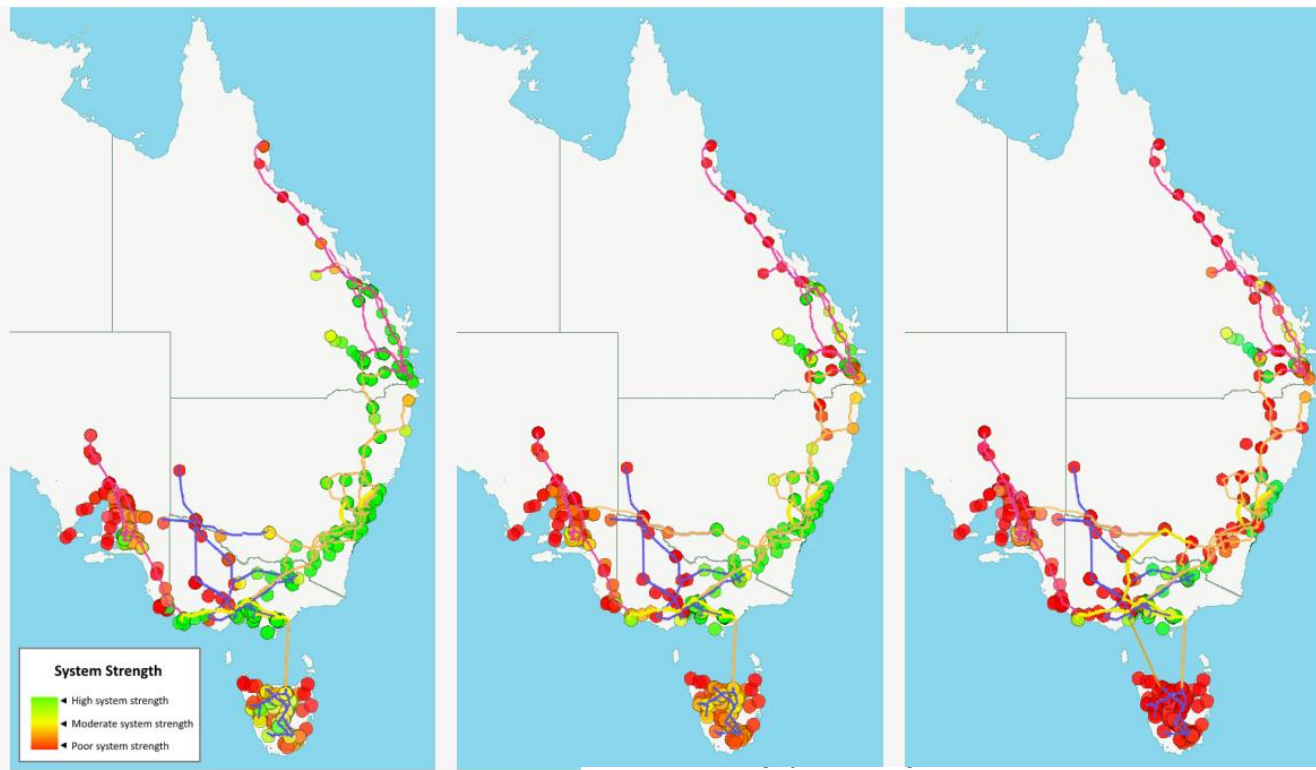 System Strength
◄ High system strength
◄ Moderate system strength
◄ Poor system strength